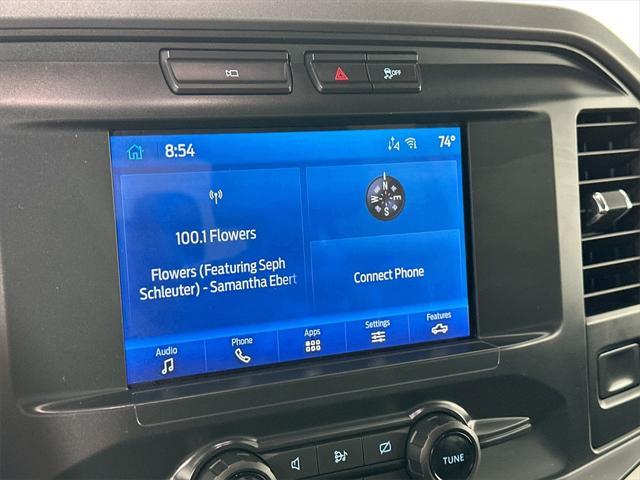 OFF
8:54
74°
100.1 Flowers
Flowers (Featuring Seph
Schleuter) - Samantha Ebert
N
W E
S
Connect Phone
Audio
Phone
Apps
Settings
Features
TUNE